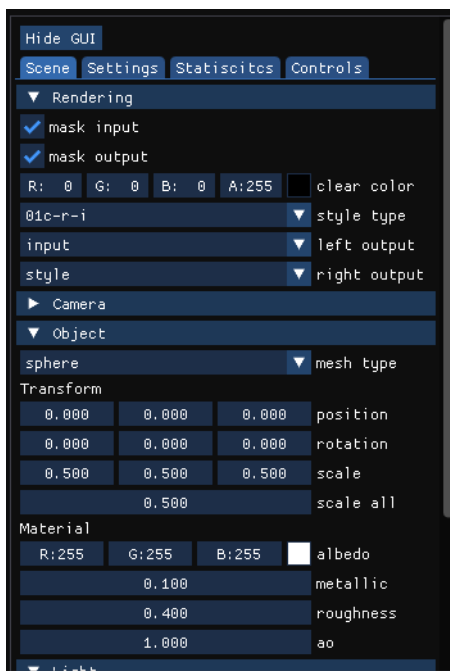 Hide GUI
Scene Settings Statiscitcs Controls
Rendering
mask input
mask output
R: 0 G: 0 B: 0 A:255 clear color
01c-r-i style type
input left output
style right output
Camera
Object
sphere mesh type
Transform
0.000 0.000 0.000 position
0.000 0.000 0.000 rotation
0.500 0.500 0.500 scale
0.500 scale all
Material
R:255 G:255 B:255 albedo
0.100 metallic
0.400 roughness
1.000 ao
Light